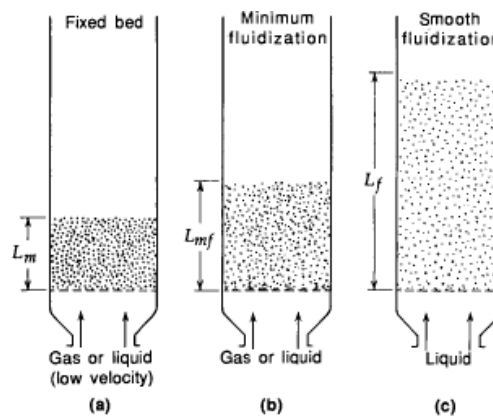 Fixed bed
Minimum
fluidization
Smooth
fluidization
L_m
L_mf
L_f
Gas or liquid
(low velocity)
Gas or liquid
Liquid
(a)
(b)
(c)